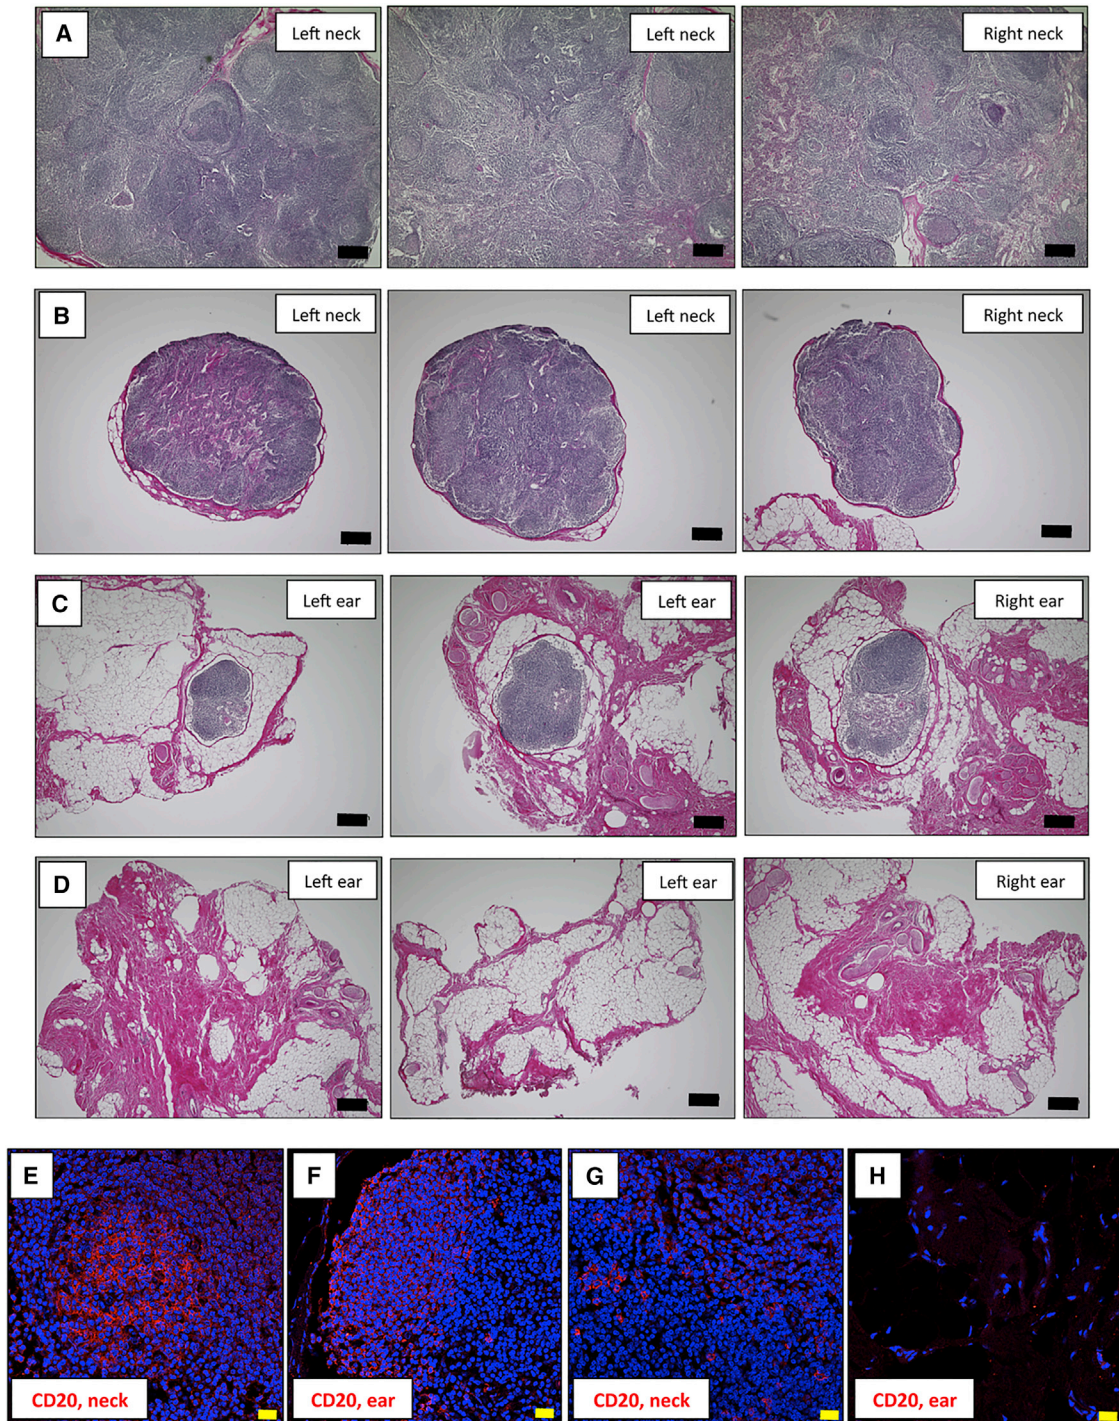 A
Left neck
Left neck
Right neck
B
Left neck
Left neck
Right neck
C
Left ear
Left ear
Right ear
D
Left ear
Left ear
Right ear
E
F
G
H
CD20, neck
CD20, ear
CD20, neck
CD20, ear